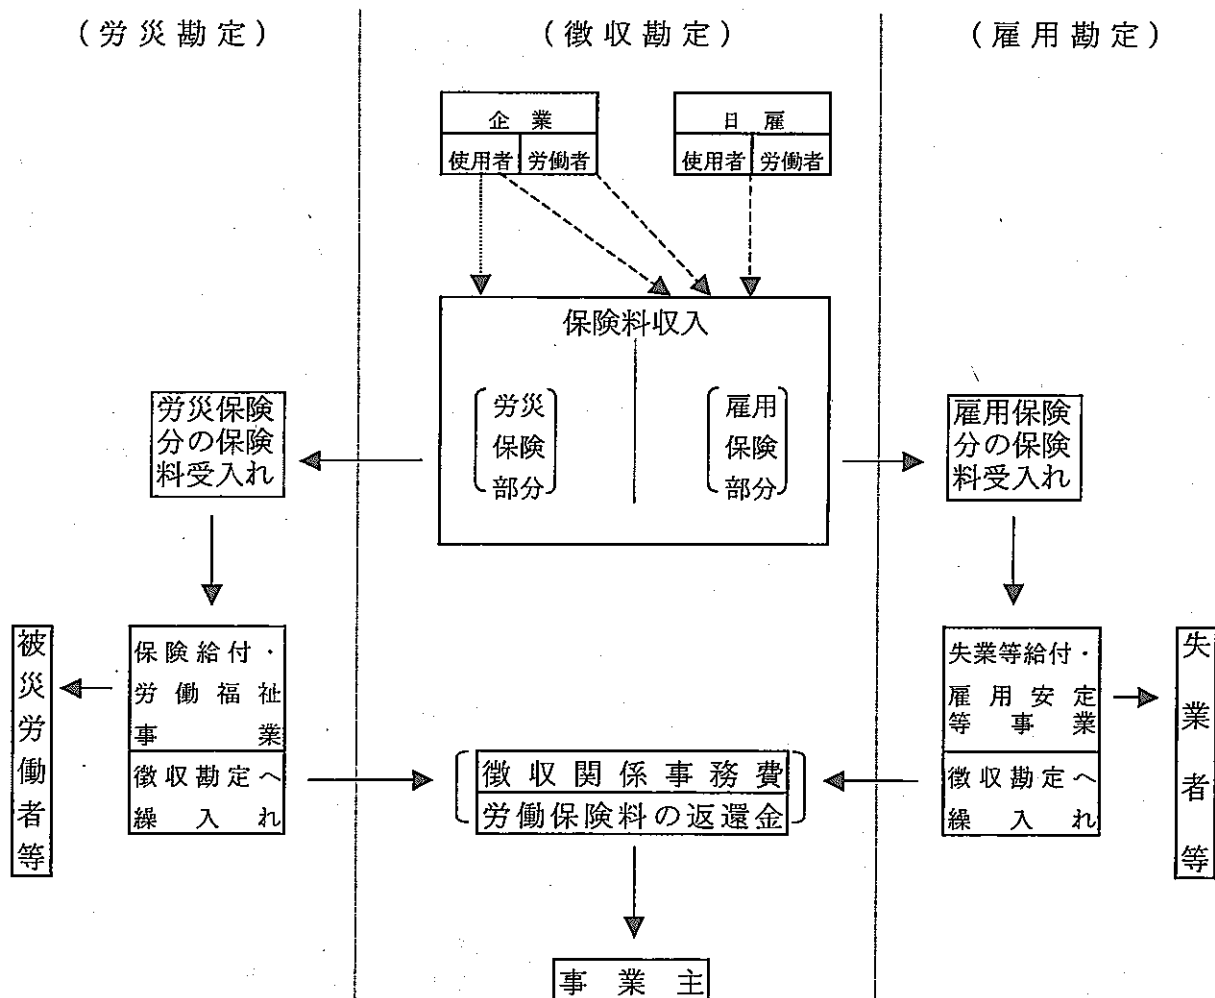 (労災勘定)
(徴収勘定)
(雇用勘定)
企業
使用者
労働者
日雇
使用者
労働者
保険料収入
労災
保険
部分
雇用
保険
部分
労災保険
分の保険
料受入れ
雇用保険
分の保険
料受入れ
被災労働者等
保険給付・
労働福祉
事業
徴収勘定へ
繰入れ
徴収関係事務費
労働保険料の返還金
失業等給付・
雇用安定
等事業
徴収勘定へ
繰入れ
失業者等
事業主